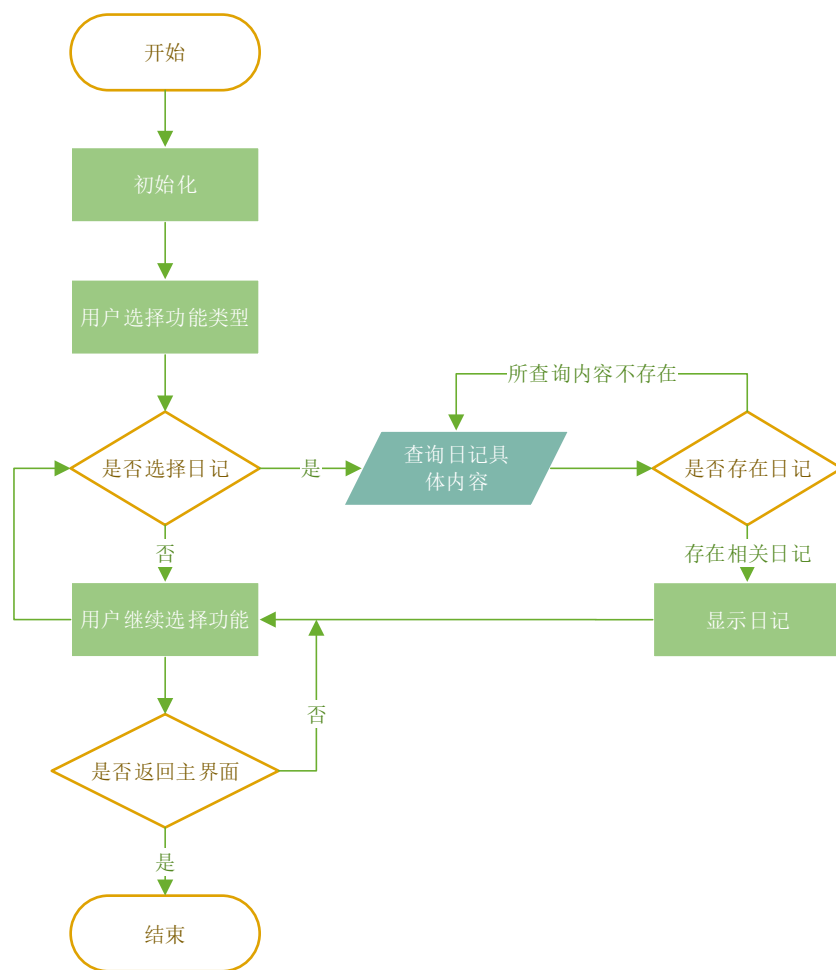 开始
初始化
用户选择功能类型
所查询内容不存在
是否选择日记
是
查询日记具
体内容
是否存在日记
否
存在相关日记
用户继续选择功能
显示日记
否
是否返回主界面
是
结束